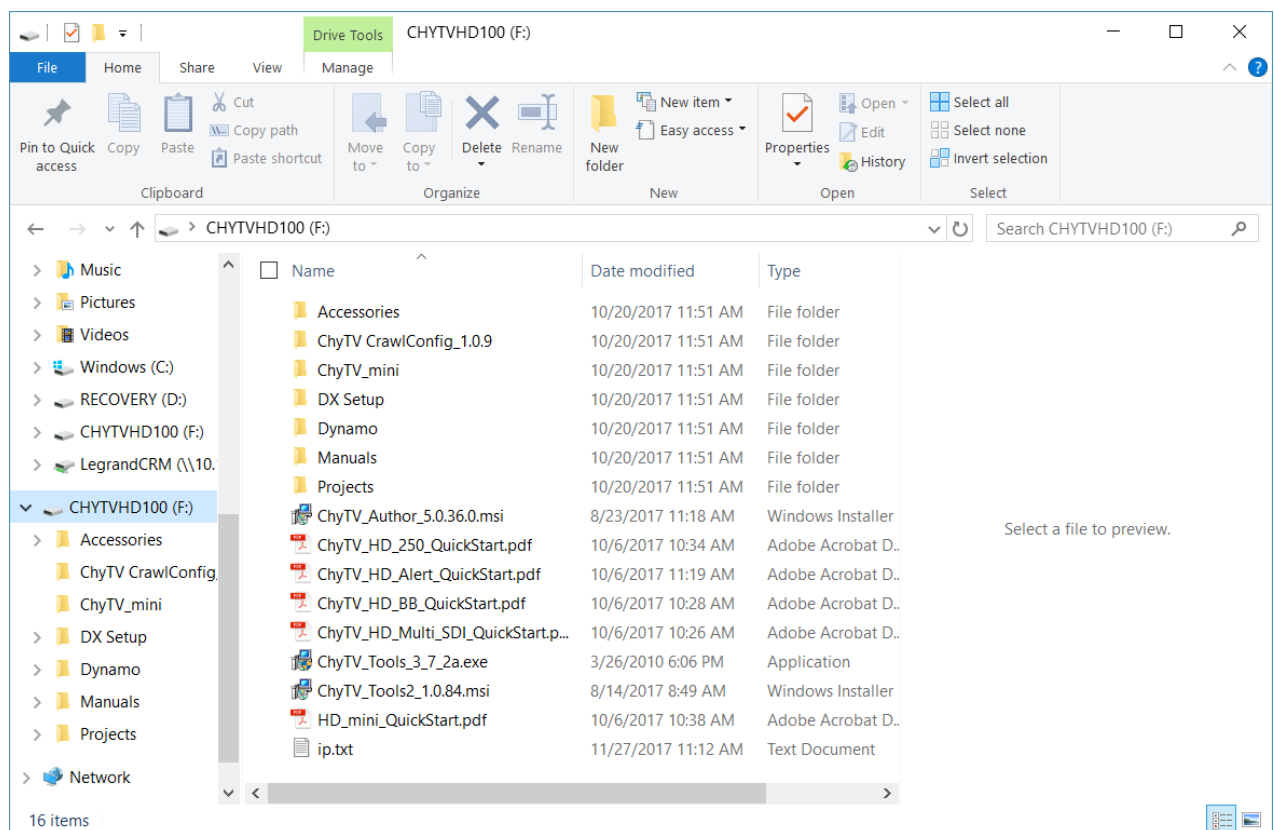 Drive Tools CHYTVHD100 (F:)
File Home Share View Manage
Pin to Quick access
Copy
Paste
Cut
Copy path
Paste shortcut
Move to
Copy to
Delete
Rename
New folder
New item
Easy access
Properties
Open
Edit
History
Select all
Select none
Invert selection
Clipboard Organize New Open Select
CHYTVHD100 (F:) Search CHYTVHD100 (F:)
Music
Pictures
Videos
Windows (C:)
RECOVERY (D:)
CHYTVHD100 (F:)
LegrandCRM (\\10.
CHYTVHD100 (F:)
Accessories
ChyTV CrawlConfig_
ChyTV_mini
DX Setup
Dynamo
Manuals
Projects
Network
Name Date modified Type
Accessories 10/20/2017 11:51 AM File folder
ChyTV CrawlConfig_1.0.9 10/20/2017 11:51 AM File folder
ChyTV_mini 10/20/2017 11:51 AM File folder
DX Setup 10/20/2017 11:51 AM File folder
Dynamo 10/20/2017 11:51 AM File folder
Manuals 10/20/2017 11:51 AM File folder
Projects 10/20/2017 11:51 AM File folder
ChyTV_Author_5.0.36.0.msi 8/23/2017 11:18 AM Windows Installer
ChyTV_HD_250_QuickStart.pdf 10/6/2017 10:34 AM Adobe Acrobat D..
ChyTV_HD_Alert_QuickStart.pdf 10/6/2017 11:19 AM Adobe Acrobat D..
ChyTV_HD_BB_QuickStart.pdf 10/6/2017 10:28 AM Adobe Acrobat D..
ChyTV_HD_Multi_SDI_QuickStart.p... 10/6/2017 10:26 AM Adobe Acrobat D..
ChyTV_Tools_3_7_2a.exe 3/26/2010 6:06 PM Application
ChyTV_Tools2_1.0.84.msi 8/14/2017 8:49 AM Windows Installer
HD_mini_QuickStart.pdf 10/6/2017 10:38 AM Adobe Acrobat D..
ip.txt 11/27/2017 11:12 AM Text Document
Select a file to preview.
16 items